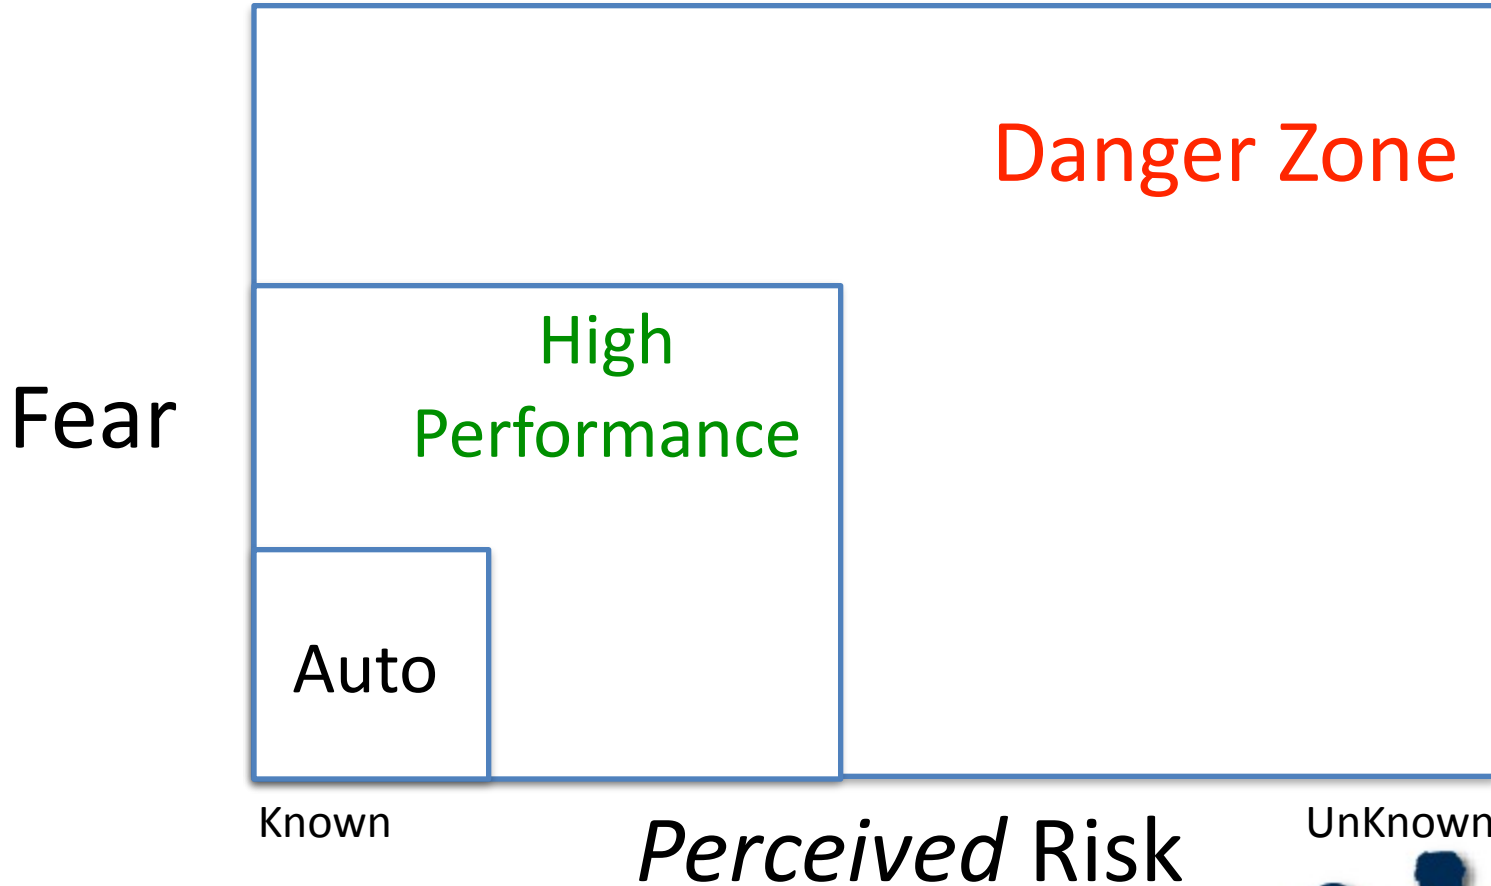 Danger Zone
High
Performance
Fear
Auto
Known
UnKnown
Perceived Risk